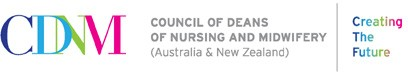 CDNM
COUNCIL OF DEANS
OF NURSING AND MIDWIFERY
(Australia & New Zealand)
Creating
The
Future